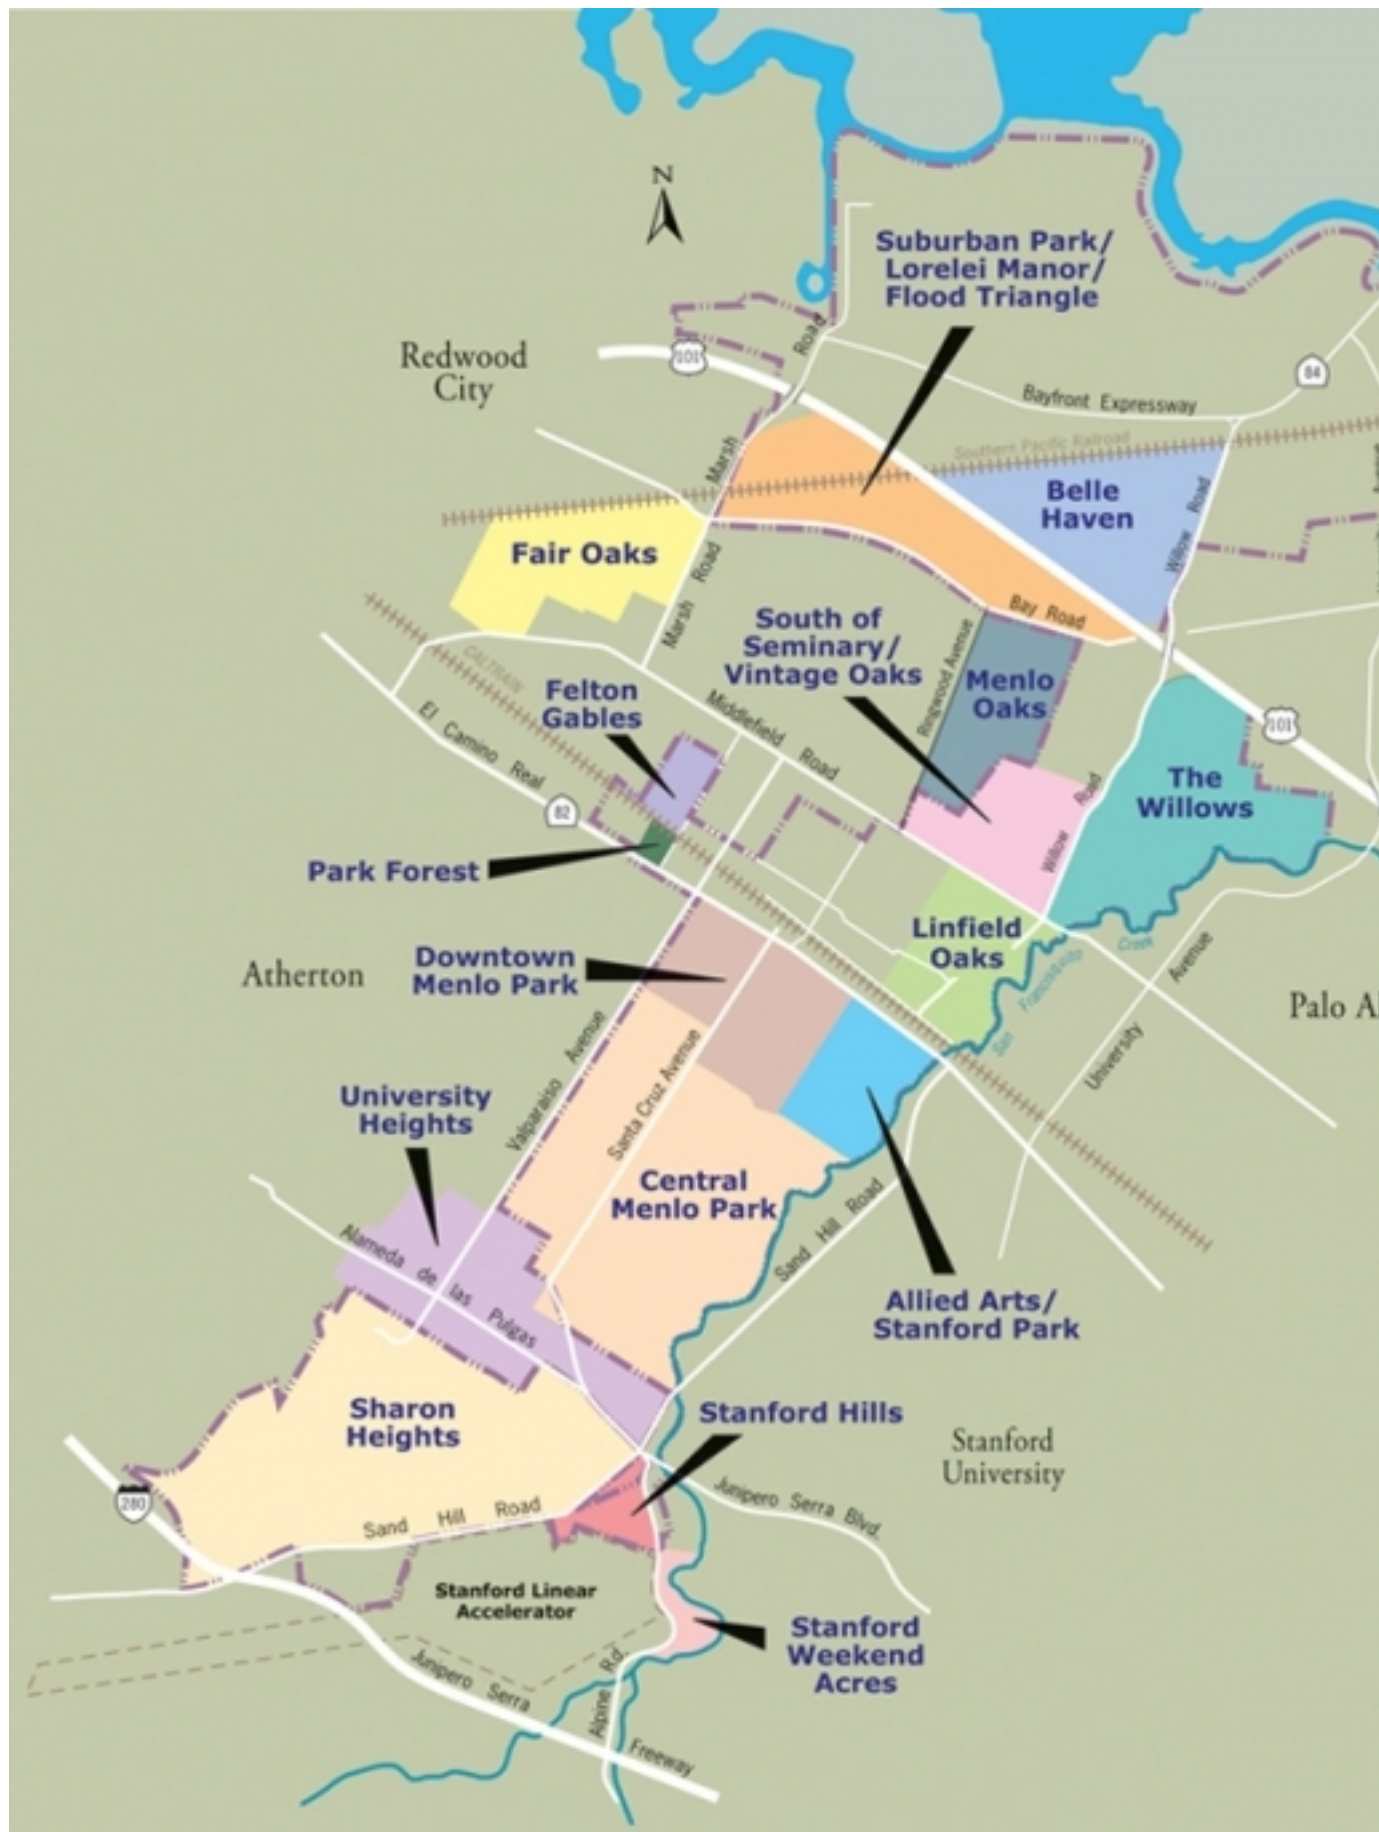 N
Suburban Park/
Lorelei Manor/
Flood Triangle
Redwood
City
101
Road
84
Bayfront Expressway
Southern Pacific Railroad
Marsh
Belle
Haven
Willow Road
Fair Oaks
Marsh Road
Bay Road
South of
Seminary/
Vintage Oaks
Ringwood Avenue
Menlo
Oaks
CALTRAIN
Felton
Gables
El Camino Real
Middlefield Road
101
The
Willows
82
Willow Road
Park Forest
Linfield
Oaks
Downtown
Menlo Park
Atherton
San Francisquito Creek
University Avenue
Palo Al
Valparaiso Avenue
Santa Cruz Avenue
University
Heights
Central
Menlo Park
Sand Hill Road
Alameda de las Pulgas
Allied Arts/
Stanford Park
Sharon
Heights
Stanford Hills
Stanford
University
280
Sand Hill Road
Junipero Serra Blvd.
Stanford Linear
Accelerator
Stanford
Weekend
Acres
Junipero Serra Freeway
Alpine Rd.